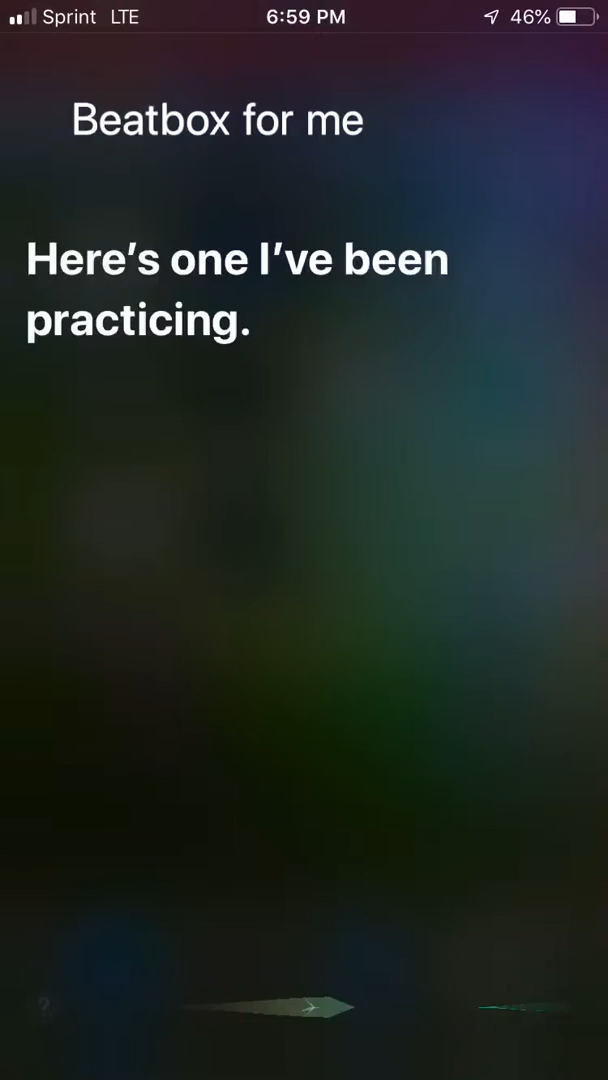 Sprint LTE 6:59 PM 46%
Beatbox for me
Here's one I've been
practicing.
?